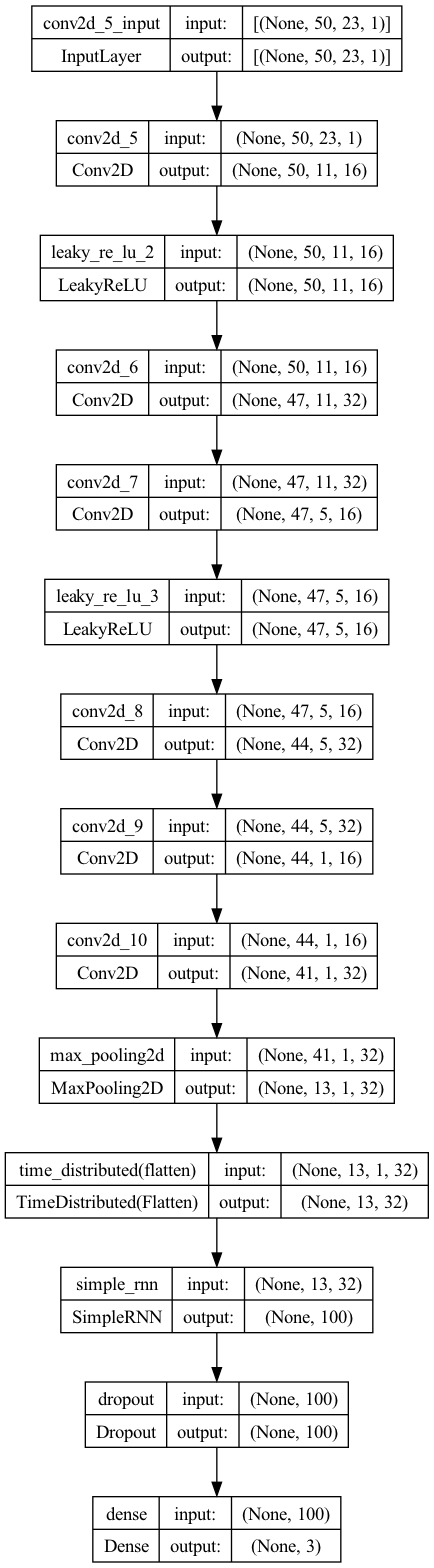 conv2d_5_input input: [(None, 50, 23, 1)]
InputLayer output: [(None, 50, 23, 1)]
conv2d_5 input: (None, 50, 23, 1)
Conv2D output: (None, 50, 11, 16)
leaky_re_lu_2 input: (None, 50, 11, 16)
LeakyReLU output: (None, 50, 11, 16)
conv2d_6 input: (None, 50, 11, 16)
Conv2D output: (None, 47, 11, 32)
conv2d_7 input: (None, 47, 11, 32)
Conv2D output: (None, 47, 5, 16)
leaky_re_lu_3 input: (None, 47, 5, 16)
LeakyReLU output: (None, 47, 5, 16)
conv2d_8 input: (None, 47, 5, 16)
Conv2D output: (None, 44, 5, 32)
conv2d_9 input: (None, 44, 5, 32)
Conv2D output: (None, 44, 1, 16)
conv2d_10 input: (None, 44, 1, 16)
Conv2D output: (None, 41, 1, 32)
max_pooling2d input: (None, 41, 1, 32)
MaxPooling2D output: (None, 13, 1, 32)
time_distributed(flatten) input: (None, 13, 1, 32)
TimeDistributed(Flatten) output: (None, 13, 32)
simple_rnn input: (None, 13, 32)
SimpleRNN output: (None, 100)
dropout input: (None, 100)
Dropout output: (None, 100)
dense input: (None, 100)
Dense output: (None, 3)